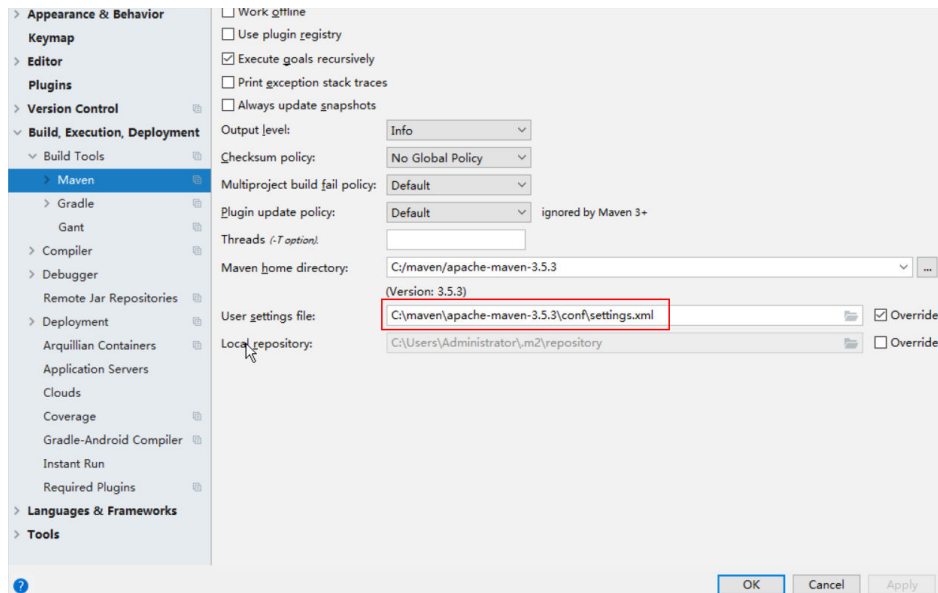 Appearance & Behavior
Keymap
Editor
Plugins
Version Control
Build, Execution, Deployment
Build Tools
Maven
Gradle
Gant
Compiler
Debugger
Remote Jar Repositories
Deployment
Arquillian Containers
Application Servers
Clouds
Coverage
Gradle-Android Compiler
Instant Run
Required Plugins
Languages & Frameworks
Tools
Work offline
Use plugin registry
Execute goals recursively
Print exception stack traces
Always update snapshots
Output level: Info
Checksum policy: No Global Policy
Multiproject build fail policy: Default
Plugin update policy: Default ignored by Maven 3+
Threads (-T option).
Maven home directory: C:/maven/apache-maven-3.5.3 ...
(Version: 3.5.3)
User settings file: C:\maven\apache-maven-3.5.3\conf\settings.xml Override
Local repository: C:\Users\Administrator\.m2\repository Override
? OK Cancel Apply